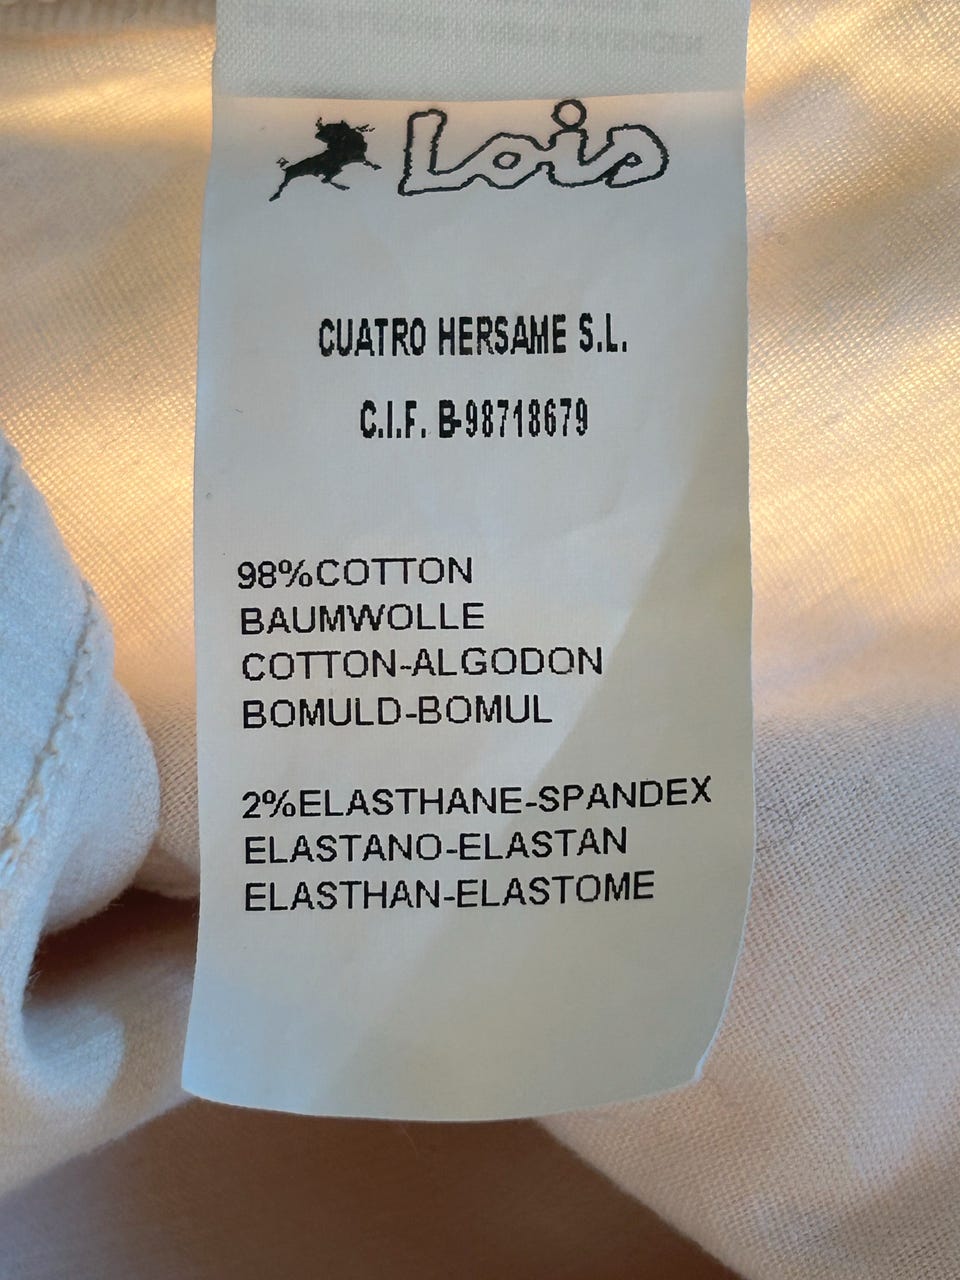 Lois
CUATRO HERSAME S.L.
C.I.F. B-98718679
98%COTTON
BAUMWOLLE
COTTON-ALGODON
BOMULD-BOMUL
2%ELASTHANE-SPANDEX
ELASTANO-ELASTAN
ELASTHAN-ELASTOME